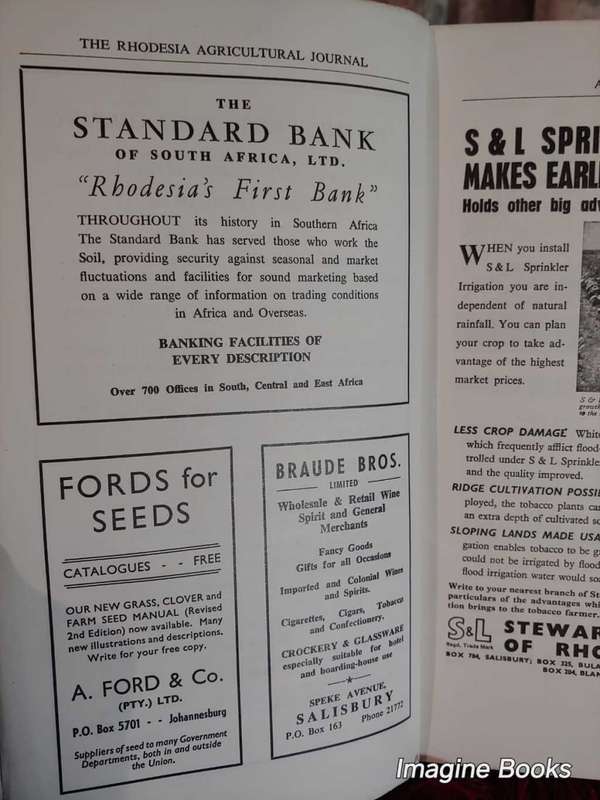 THE RHODESIA AGRICULTURAL JOURNAL
THE
STANDARD BANK
OF SOUTH AFRICA, LTD.
"Rhodesia's First Bank"
THROUGHOUT its history in Southern Africa
The Standard Bank has served those who work the
Soil, providing security against seasonal and market
fluctuations and facilities for sound marketing based
on a wide range of information on trading conditions
in Africa and Overseas.
BANKING FACILITIES OF
EVERY DESCRIPTION
Over 700 Offices in South, Central and East Africa
FORDS for
SEEDS
CATALOGUES - - FREE
OUR NEW GRASS, CLOVER and
FARM SEED MANUAL (Revised
2nd Edition) now available. Many
new illustrations and descriptions.
Write for your free copy.
A. FORD & Co.
(PTY.) LTD.
P.O. Box 5701 - - Johannesburg
Suppliers of seed to many Government
Departments, both in and outside
the Union.
BRAUDE BROS.
LIMITED
Wholesale & Retail Wine
Spirit and General
Merchants
Fancy Goods
Gifts for all Occasions
Imported and Colonial Wines
and Spirits.
Cigarettes, Cigars, Tobacco
and Confectionery.
CROCKERY & GLASSWARE
especially suitable for hotel
and boarding-house use
SPEKE AVENUE,
SALISBURY
P.O. Box 163 Phone 21772
S & L SPRI
MAKES EARLI
Holds other big adv
WHEN you install
S & L Sprinkler
Irrigation you are in-
dependent of natural
rainfall. You can plan
your crop to take ad-
vantage of the highest
market prices.
S & L
growth
to the
LESS CROP DAMAGE White
which frequently afflict flood-
trolled under S & L Sprinkler
and the quality improved.
RIDGE CULTIVATION POSSI
ployed, the tobacco plants ca
an extra depth of cultivated so
SLOPING LANDS MADE USA
gation enables tobacco to be g
could not be irrigated by flood
flood irrigation water would so
Write to your nearest branch of St
particulars of the advantages whi
tion brings to the tobacco farmer.
S&L
Regd. Trade Mark
STEWAR
OF RHO
BOX 784, SALISBURY; BOX 325, BULA
BOX 204, BLAN
Imagine Books